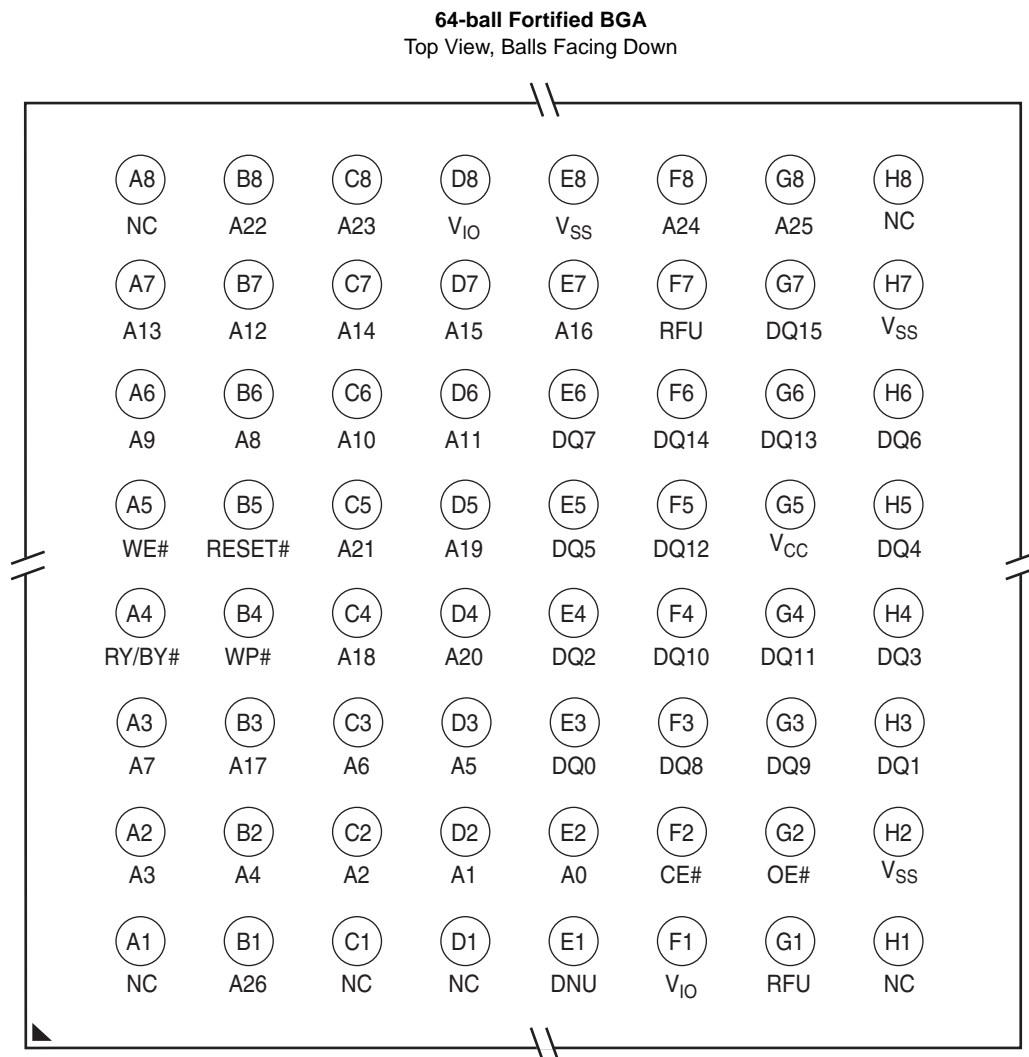 64-ball Fortified BGA
Top View, Balls Facing Down
A8 B8 C8 D8 E8 F8 G8 H8
NC A22 A23 VIO VSS A24 A25 NC
A7 B7 C7 D7 E7 F7 G7 H7
A13 A12 A14 A15 A16 RFU DQ15 VSS
A6 B6 C6 D6 E6 F6 G6 H6
A9 A8 A10 A11 DQ7 DQ14 DQ13 DQ6
A5 B5 C5 D5 E5 F5 G5 H5
WE# RESET# A21 A19 DQ5 DQ12 VCC DQ4
A4 B4 C4 D4 E4 F4 G4 H4
RY/BY# WP# A18 A20 DQ2 DQ10 DQ11 DQ3
A3 B3 C3 D3 E3 F3 G3 H3
A7 A17 A6 A5 DQ0 DQ8 DQ9 DQ1
A2 B2 C2 D2 E2 F2 G2 H2
A3 A4 A2 A1 A0 CE# OE# VSS
A1 B1 C1 D1 E1 F1 G1 H1
NC A26 NC NC DNU VIO RFU NC